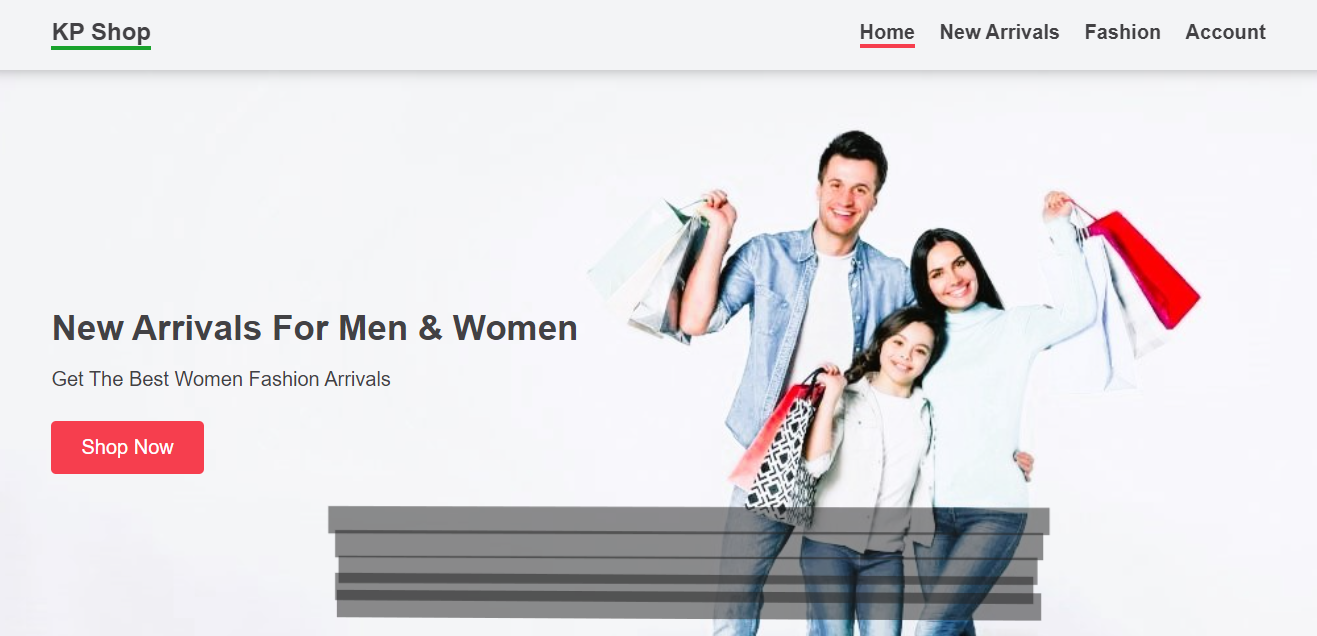 KP Shop
Home New Arrivals Fashion Account
New Arrivals For Men & Women
Get The Best Women Fashion Arrivals
Shop Now